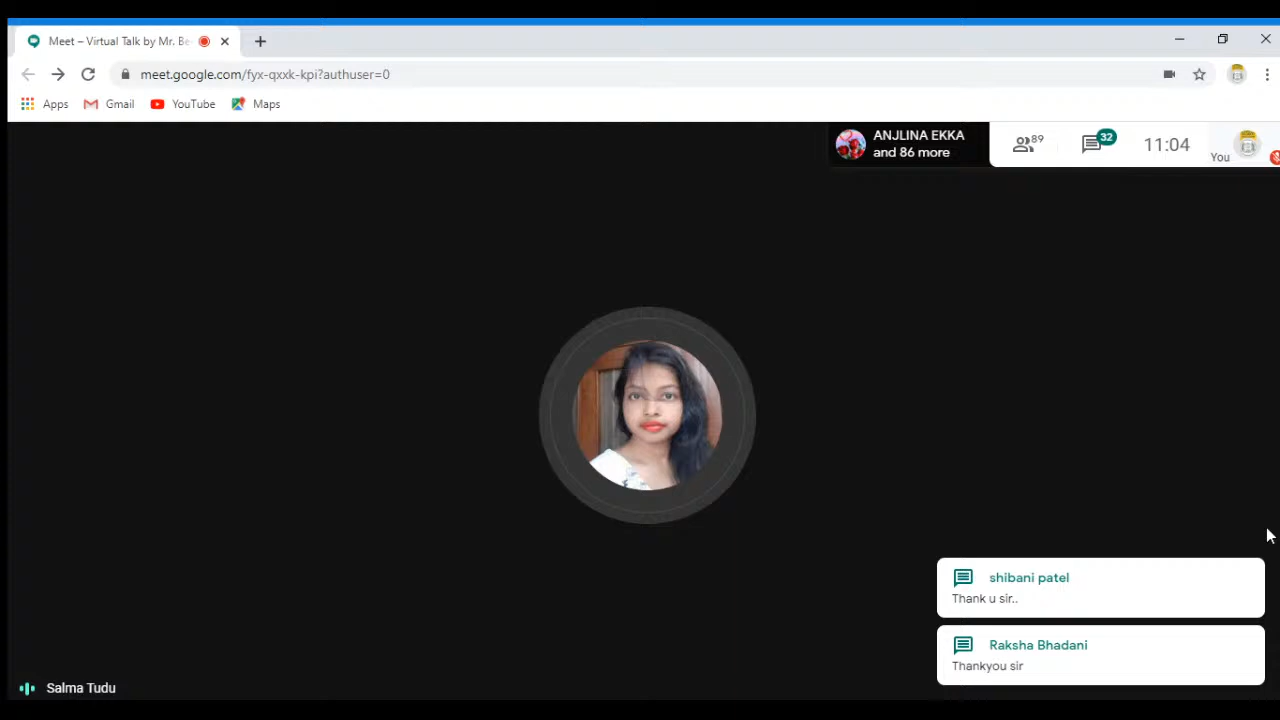 Meet – Virtual Talk by Mr. Be
meet.google.com/fyx-qxxk-kpi?authuser=0
Apps Gmail YouTube Maps
ANJLINA EKKA
and 86 more
89
32
11:04
You
shibani patel
Thank u sir..
Raksha Bhadani
Thankyou sir
Salma Tudu